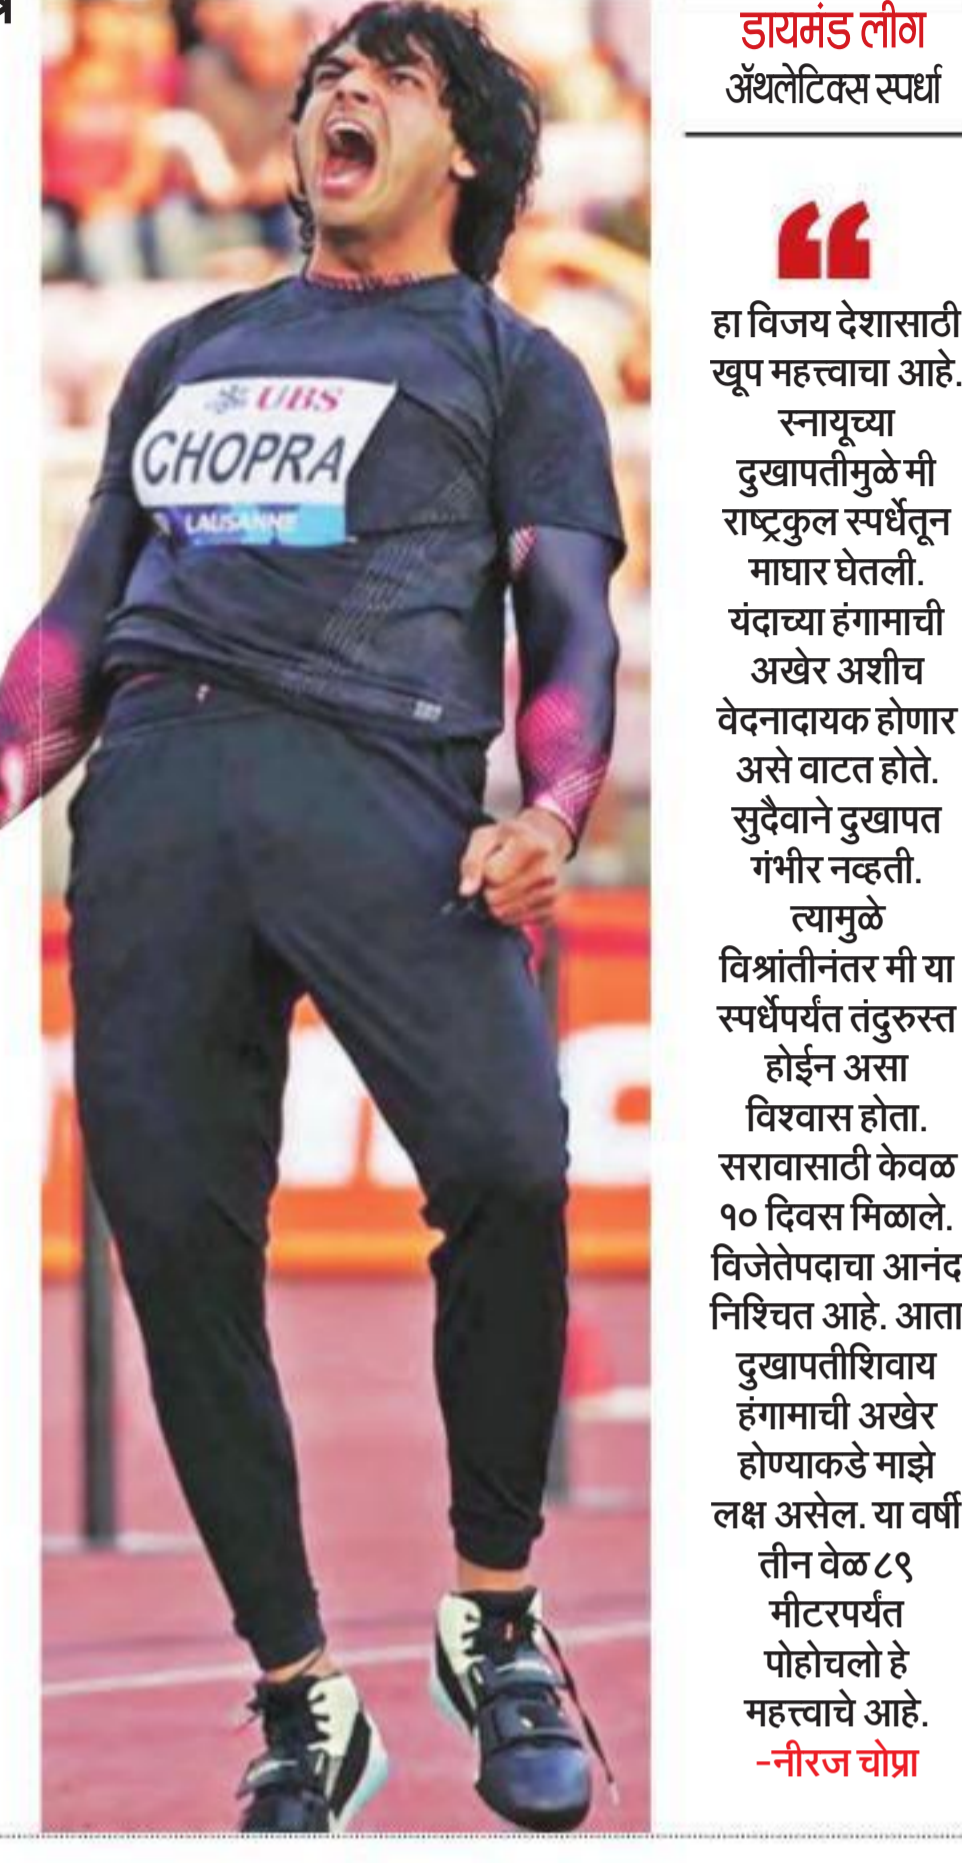 डायमंड लीग
ॲथलेटिक्स स्पर्धा
UBS
CHOPRA
LAUSANNE
“
हा विजय देशासाठी
खूप महत्त्वाचा आहे.
स्नायूच्या
दुखापतीमुळे मी
राष्ट्रकुल स्पर्धेतून
माघार घेतली.
यंदाच्या हंगामाची
अखेर अशीच
वेदनादायक होणार
असे वाटत होते.
सुदैवाने दुखापत
गंभीर नव्हती.
त्यामुळे
विश्रांतीनंतर मी या
स्पर्धेपर्यंत तंदुरुस्त
होईन असा
विश्वास होता.
सरावासाठी केवळ
१० दिवस मिळाले.
विजेतेपदाचा आनंद
निश्चित आहे. आता
दुखापतीशिवाय
हंगामाची अखेर
होण्याकडे माझे
लक्ष असेल. या वर्षी
तीन वेळ ८९
मीटरपर्यंत
पोहोचलो हे
महत्त्वाचे आहे.
-नीरज चोप्रा